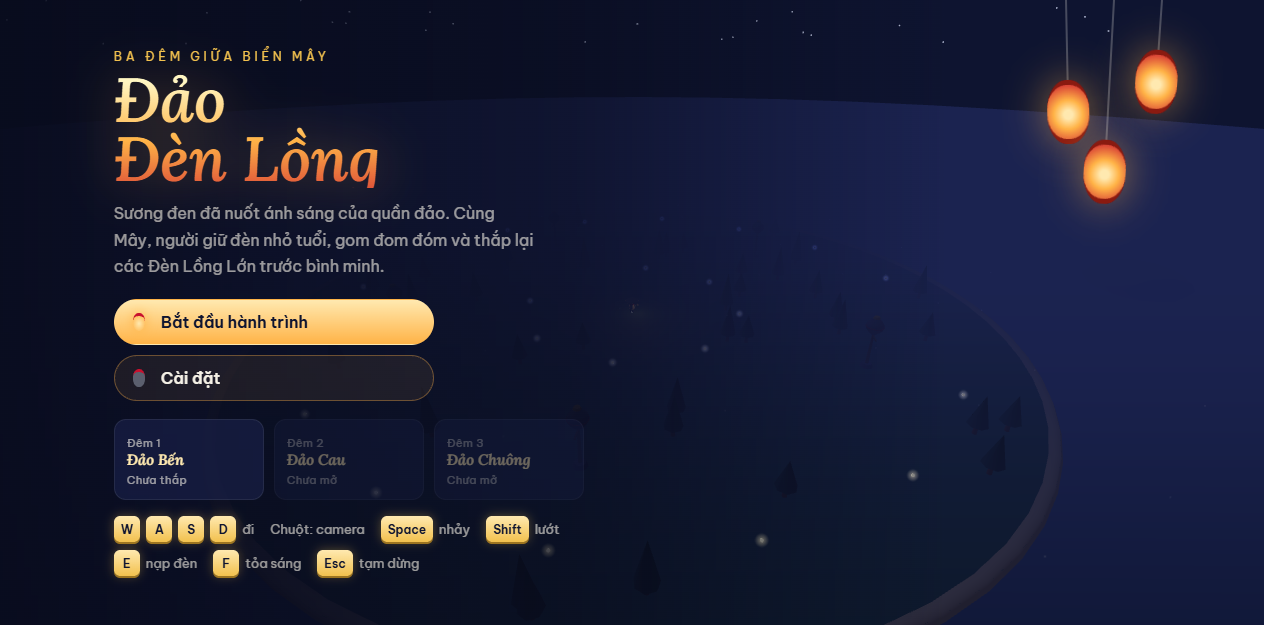 BA ĐÊM GIỮA BIỂN MÂY
Đảo
Đèn Lồng
Sương đen đã nuốt ánh sáng của quần đảo. Cùng
Mây, người giữ đèn nhỏ tuổi, gom đom đóm và thắp lại
các Đèn Lồng Lớn trước bình minh.
Bắt đầu hành trình
Cài đặt
Đêm 1
Đảo Bến
Chưa thắp
Đêm 2
Đảo Cau
Chưa mở
Đêm 3
Đảo Chuông
Chưa mở
W A S D đi Chuột: camera Space nhảy Shift lướt
E nạp đèn F tỏa sáng Esc tạm dừng